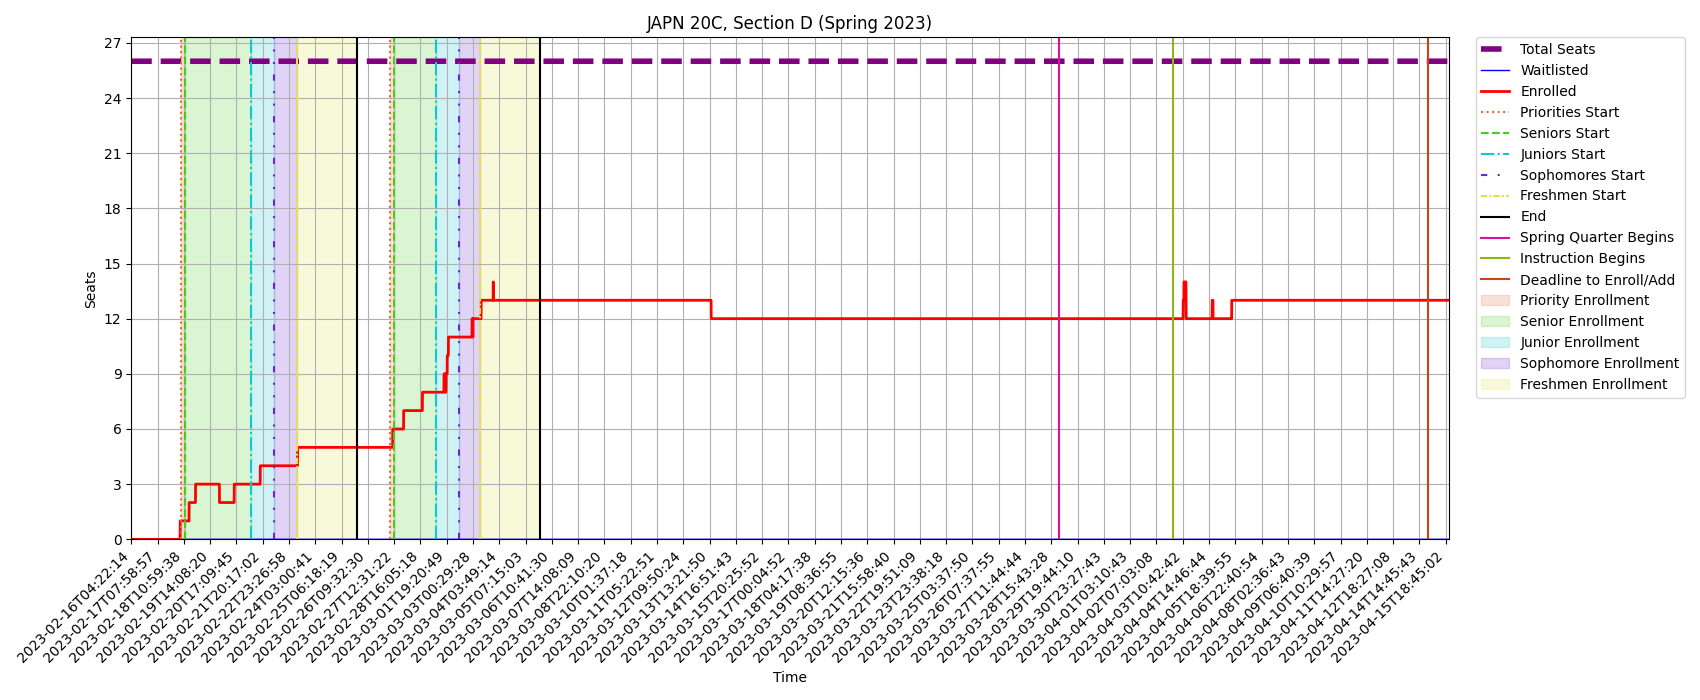 JAPN 20C, Section D (Spring 2023)
Seats
27
24
21
18
15
12
9
6
3
0
2023-02-16T04:22:14
2023-02-17T07:58:57
2023-02-18T10:59:38
2023-02-19T14:08:20
2023-02-20T17:09:45
2023-02-21T20:17:02
2023-02-22T23:26:58
2023-02-24T03:00:41
2023-02-25T06:18:19
2023-02-26T09:32:30
2023-02-27T12:31:22
2023-02-28T16:05:18
2023-03-01T19:20:49
2023-03-03T00:29:28
2023-03-04T03:49:14
2023-03-05T07:15:03
2023-03-06T10:41:30
2023-03-07T14:08:09
2023-03-08T22:10:20
2023-03-10T01:37:18
2023-03-11T05:22:51
2023-03-12T09:50:24
2023-03-13T13:21:50
2023-03-14T16:51:43
2023-03-15T20:25:52
2023-03-17T00:04:52
2023-03-18T04:17:38
2023-03-19T08:36:55
2023-03-20T12:15:36
2023-03-21T15:58:40
2023-03-22T19:51:09
2023-03-23T23:38:18
2023-03-25T03:37:50
2023-03-26T07:37:55
2023-03-27T11:44:44
2023-03-28T15:43:28
2023-03-29T19:44:10
2023-03-30T23:27:43
2023-04-01T03:10:43
2023-04-02T07:03:08
2023-04-03T10:42:42
2023-04-04T14:46:44
2023-04-05T18:39:55
2023-04-06T22:40:54
2023-04-08T02:36:43
2023-04-09T06:40:39
2023-04-10T10:29:57
2023-04-11T14:27:20
2023-04-12T18:27:08
2023-04-14T14:45:43
2023-04-15T18:45:02
Time
Total Seats
Waitlisted
Enrolled
Priorities Start
Seniors Start
Juniors Start
Sophomores Start
Freshmen Start
End
Spring Quarter Begins
Instruction Begins
Deadline to Enroll/Add
Priority Enrollment
Senior Enrollment
Junior Enrollment
Sophomore Enrollment
Freshmen Enrollment